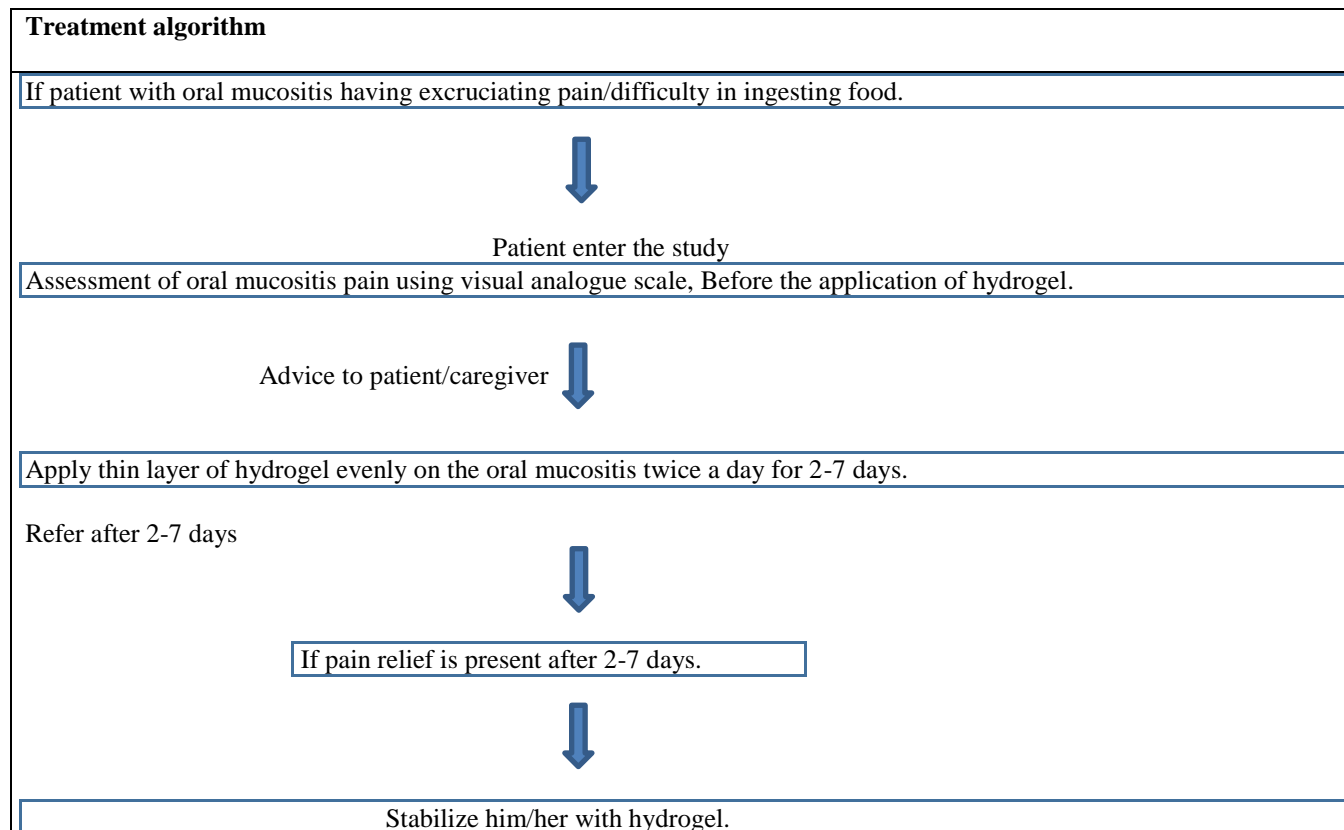 Treatment algorithm
If patient with oral mucositis having excruciating pain/difficulty in ingesting food.
Patient enter the study
Assessment of oral mucositis pain using visual analogue scale, Before the application of hydrogel.
Advice to patient/caregiver
Apply thin layer of hydrogel evenly on the oral mucositis twice a day for 2-7 days.
Refer after 2-7 days
If pain relief is present after 2-7 days.
Stabilize him/her with hydrogel.